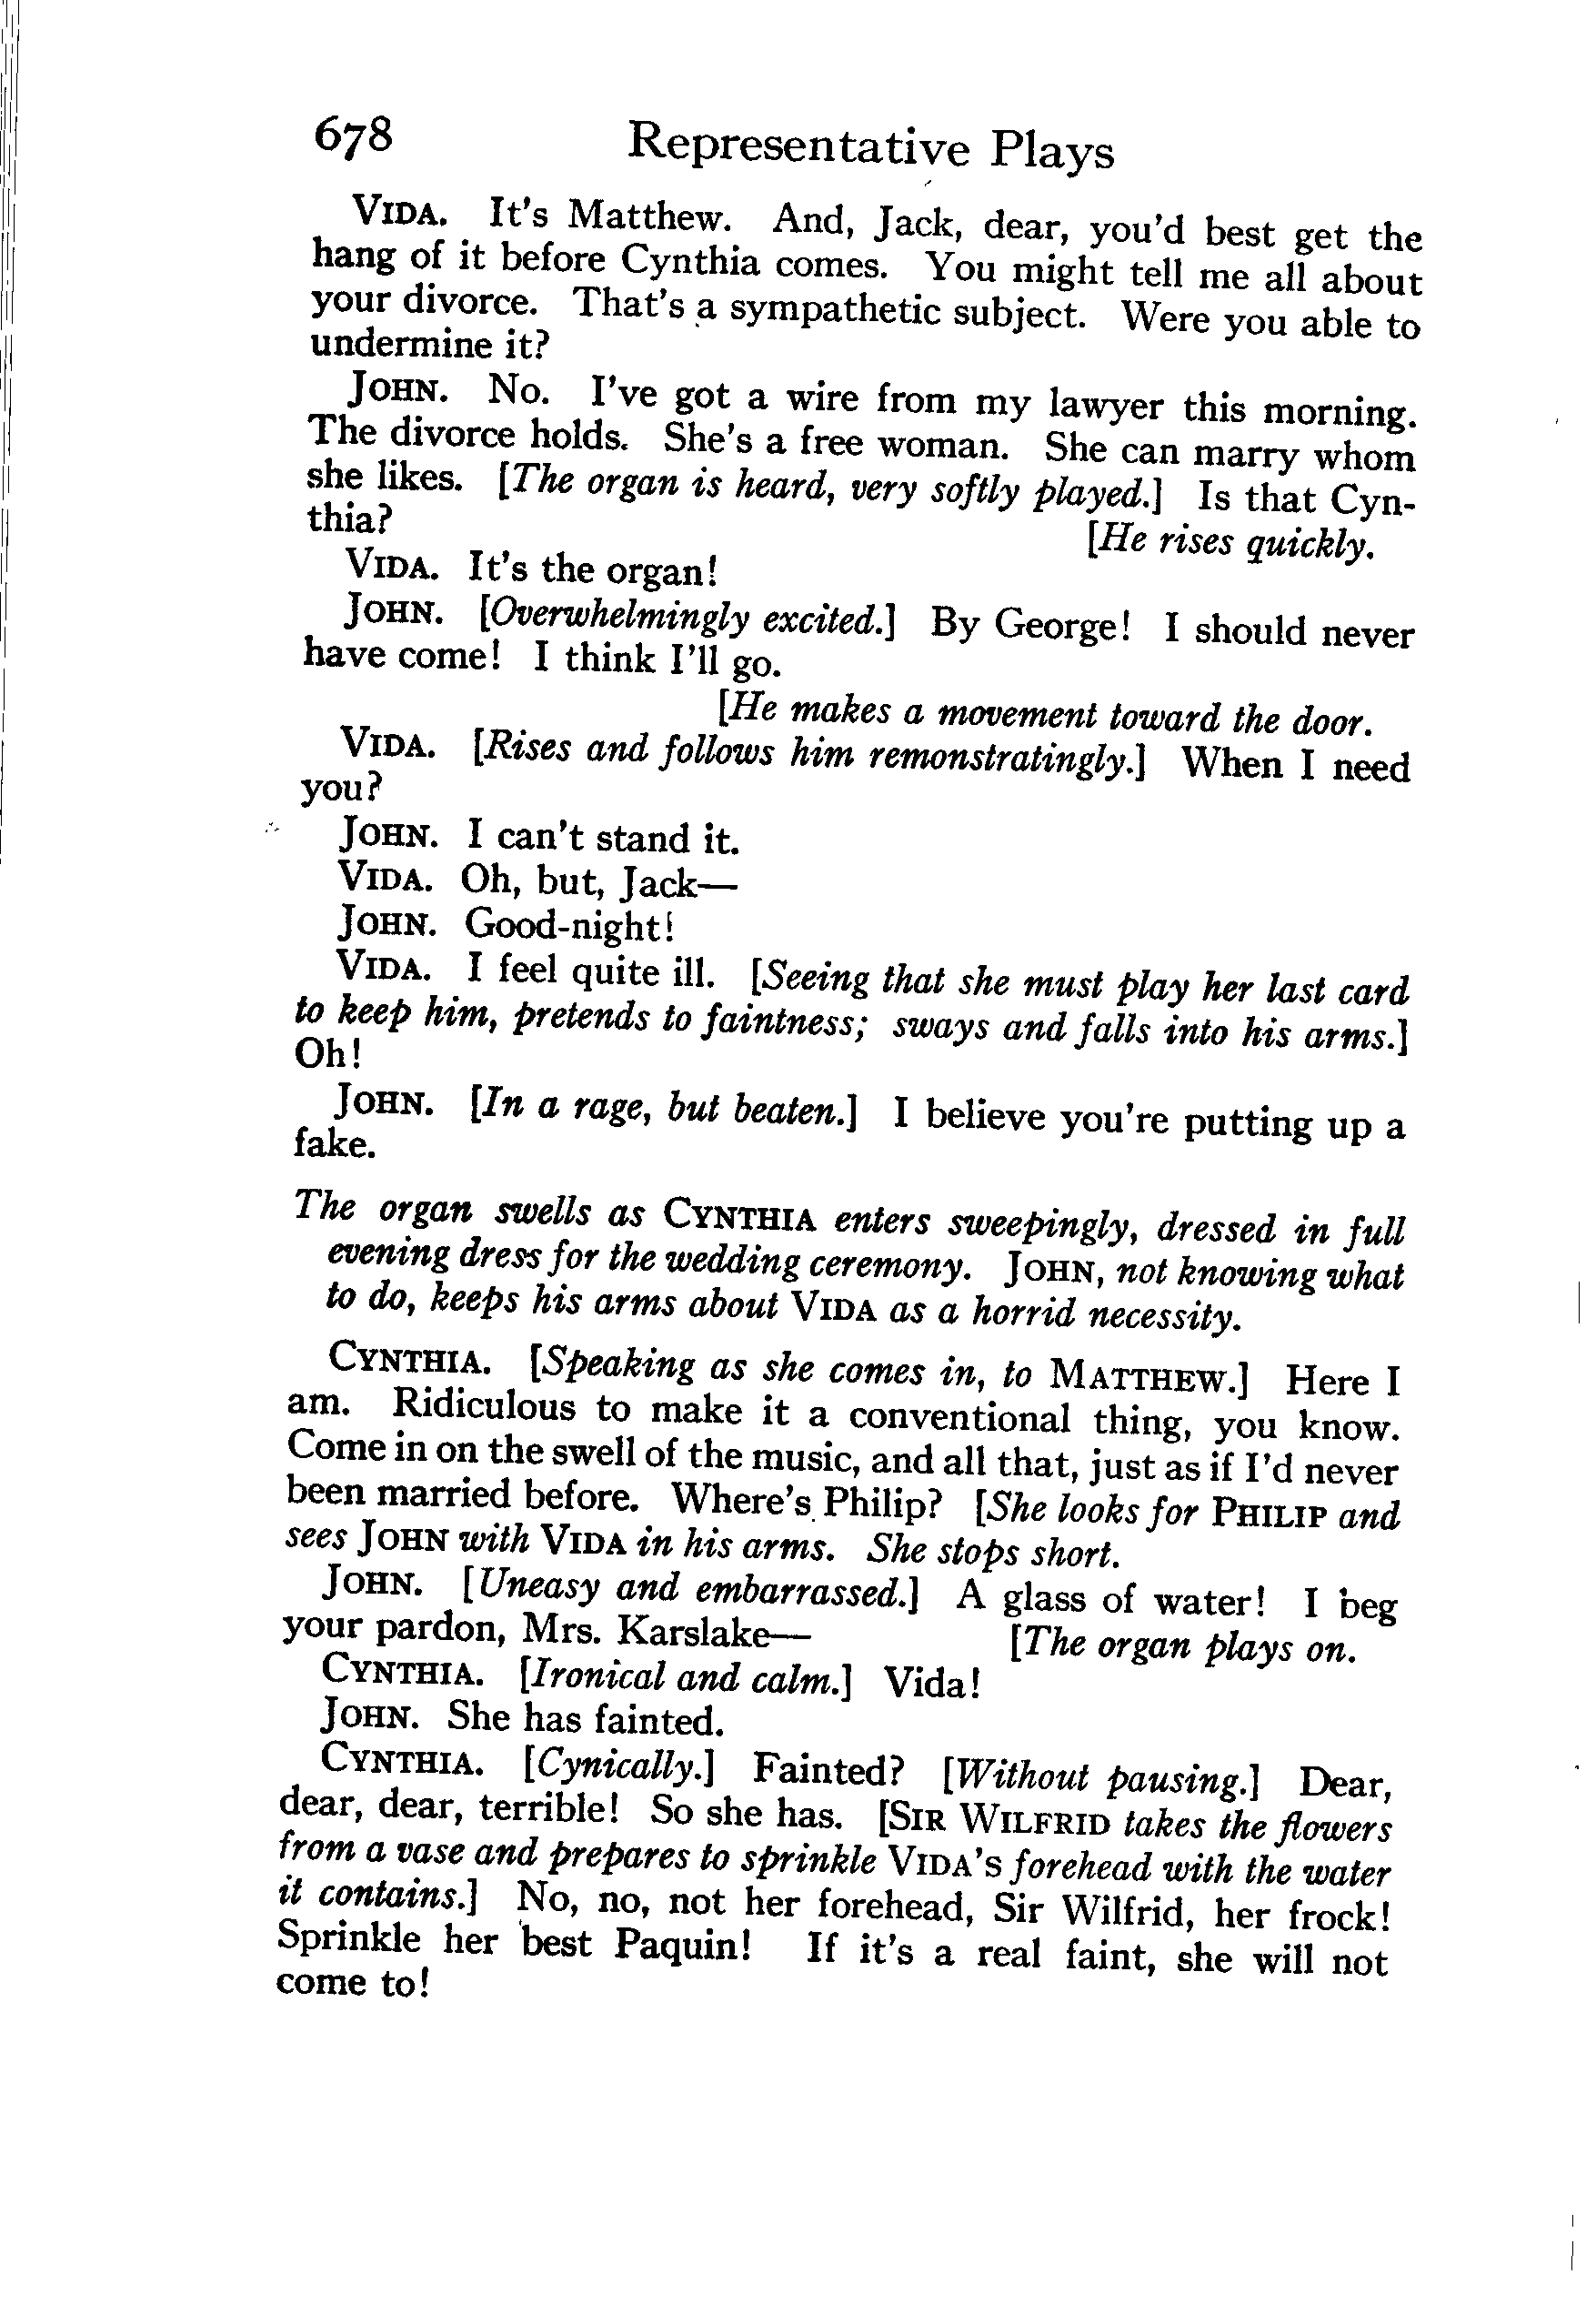 678 Representative Plays
VIDA. It's Matthew. And, Jack, dear, you'd best get the
hang of it before Cynthia comes. You might tell me all about
your divorce. That's a sympathetic subject. Were you able to
undermine it?
JOHN. No. I've got a wire from my lawyer this morning.
The divorce holds. She's a free woman. She can marry whom
she likes. [The organ is heard, very softly played.] Is that Cyn-
thia? [He rises quickly.
VIDA. It's the organ!
JOHN. [Overwhelmingly excited.] By George! I should never
have come! I think I'll go.
[He makes a movement toward the door.
VIDA. [Rises and follows him remonstratingly.] When I need
you?
JOHN. I can't stand it.
VIDA. Oh, but, Jack—
JOHN. Good-night!
VIDA. I feel quite ill. [Seeing that she must play her last card
to keep him, pretends to faintness; sways and falls into his arms.]
Oh!
JOHN. [In a rage, but beaten.] I believe you're putting up a
fake.
The organ swells as CYNTHIA enters sweepingly, dressed in full
evening dress for the wedding ceremony. JOHN, not knowing what
to do, keeps his arms about VIDA as a horrid necessity.
CYNTHIA. [Speaking as she comes in, to MATTHEW.] Here I
am. Ridiculous to make it a conventional thing, you know.
Come in on the swell of the music, and all that, just as if I'd never
been married before. Where's Philip? [She looks for PHILIP and
sees JOHN with VIDA in his arms. She stops short.
JOHN. [Uneasy and embarrassed.] A glass of water! I beg
your pardon, Mrs. Karslake— [The organ plays on.
CYNTHIA. [Ironical and calm.] Vida!
JOHN. She has fainted.
CYNTHIA. [Cynically.] Fainted? [Without pausing.] Dear,
dear, dear, terrible! So she has. [SIR WILFRID takes the flowers
from a vase and prepares to sprinkle VIDA'S forehead with the water
it contains.] No, no, not her forehead, Sir Wilfrid, her frock!
Sprinkle her best Paquin! If it's a real faint, she will not
come to!